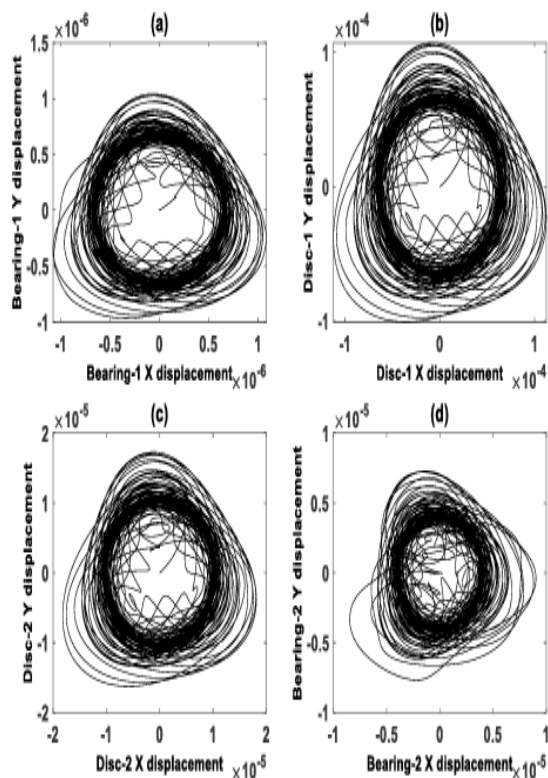 (a)
×10⁻⁶
1.5
1
0.5
0
-0.5
-1
Bearing-1 Y displacement
-1 -0.5 0 0.5 1
Bearing-1 X displacement ×10⁻⁶
(b)
×10⁻⁴
1
0
-1
Disc-1 Y displacement
-1 0 1
Disc-1 X displacement ×10⁻⁴
(c)
×10⁻⁵
2
1
0
-1
-2
Disc-2 Y displacement
-2 -1 0 1 2
Disc-2 X displacement ×10⁻⁵
(d)
×10⁻⁵
1
0.5
0
-0.5
-1
Bearing-2 Y displacement
-1 -0.5 0 0.5 1
Bearing-2 X displacement ×10⁻⁵